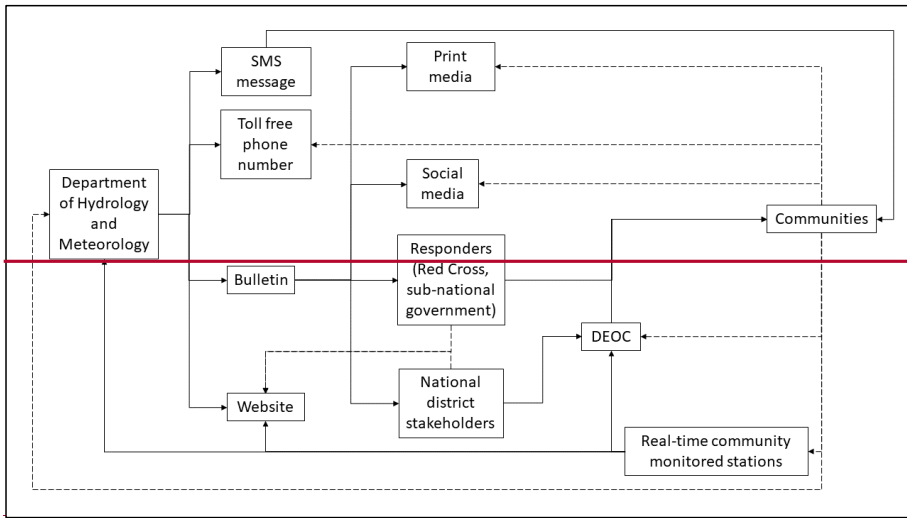 SMS
message
Print
media
Toll free
phone
number
Social
media
Department
of Hydrology
and
Meteorology
Communities
Responders
(Red Cross,
sub-national
government)
Bulletin
DEOC
Website
National
district
stakeholders
Real-time community
monitored stations